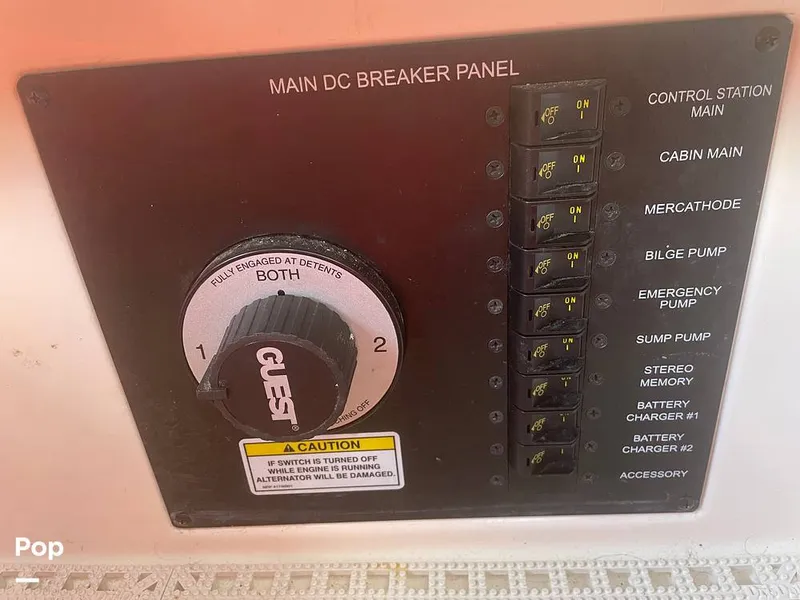 MAIN DC BREAKER PANEL
OFF ON
O I
CONTROL STATION
MAIN
OFF ON
O I
CABIN MAIN
OFF ON
O I
MERCATHODE
OFF ON
O I
BILGE PUMP
OFF ON
O I
EMERGENCY
PUMP
OFF ON
O I
SUMP PUMP
OFF
O I
STEREO
MEMORY
OFF
O I
BATTERY
CHARGER #1
OFF I
BATTERY
CHARGER #2
ACCESSORY
FULLY ENGAGED AT DETENTS
BOTH
1
2
GUEST®
OFF
CAUTION
IF SWITCH IS TURNED OFF
WHILE ENGINE IS RUNNING
ALTERNATOR WILL BE DAMAGED.
Pop